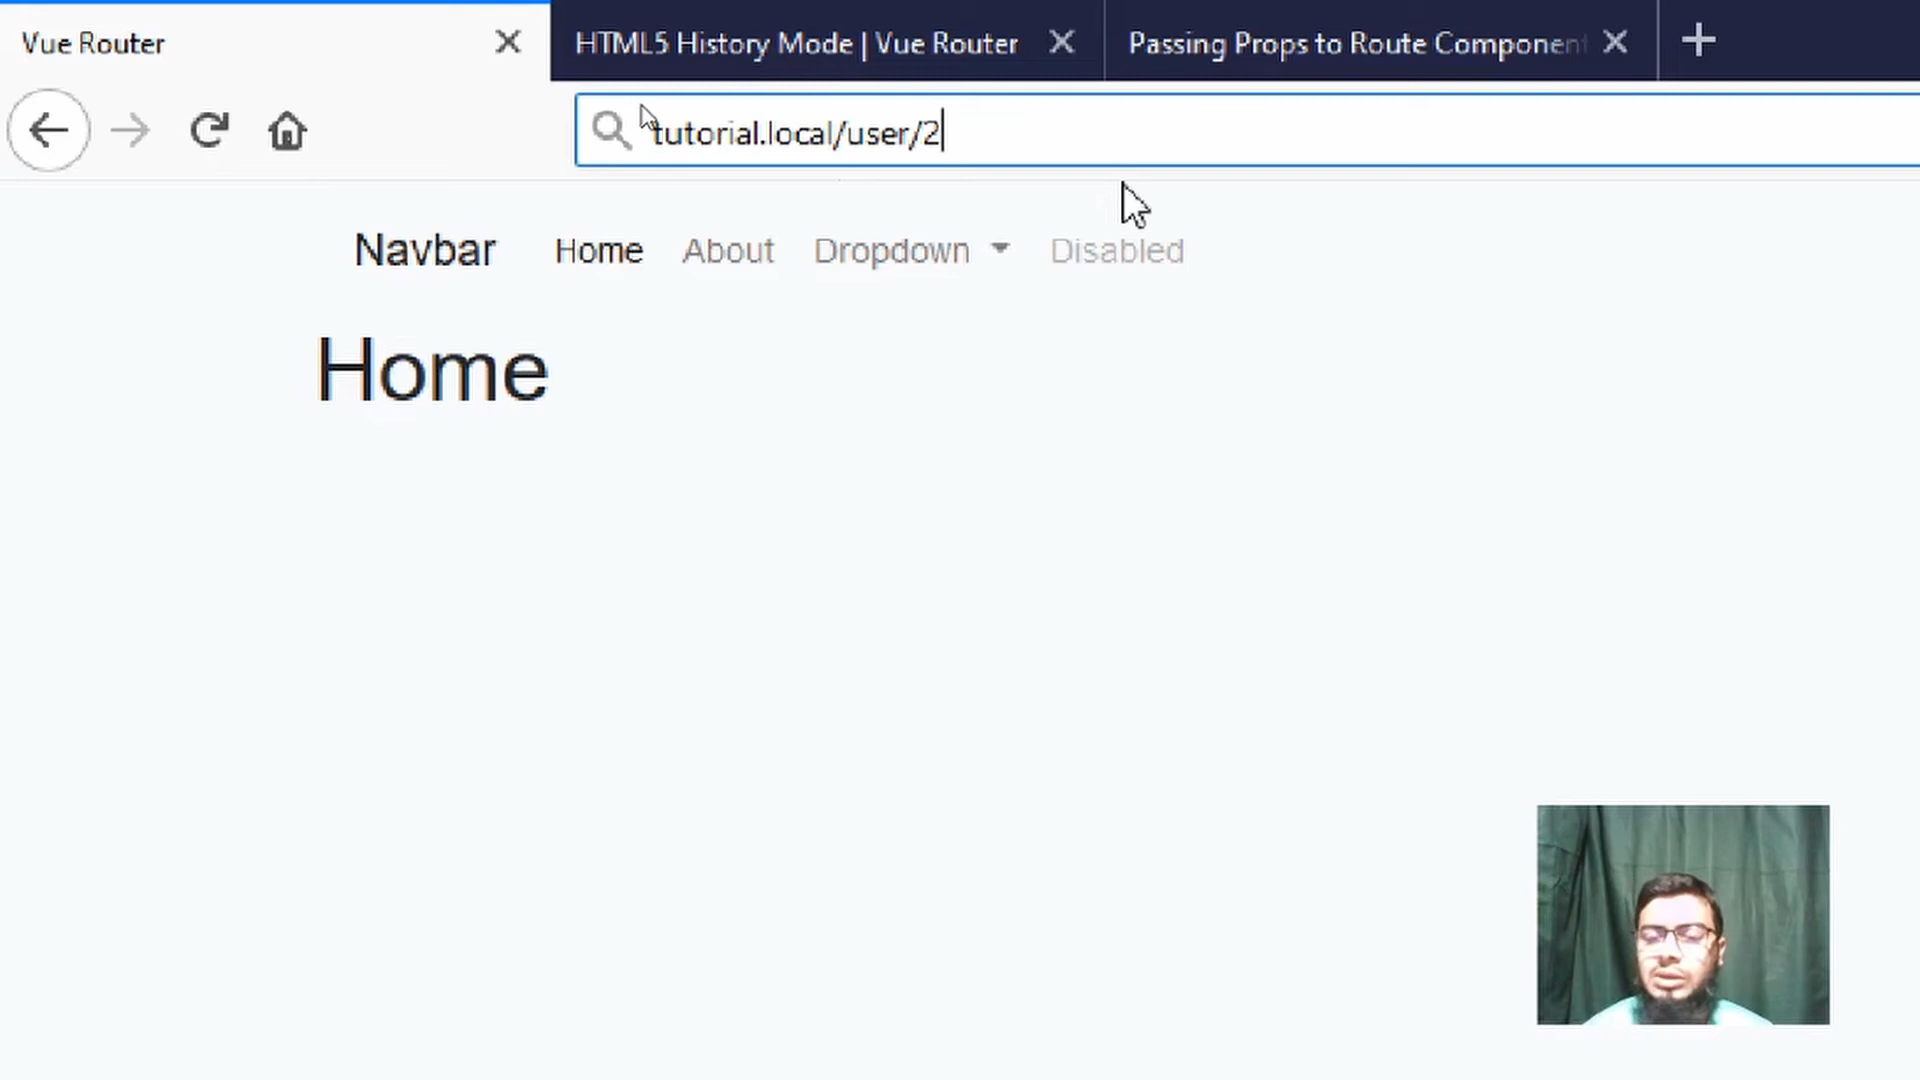 Vue Router
HTML5 History Mode | Vue Router
Passing Props to Route Component
tutorial.local/user/2
Navbar Home About Dropdown Disabled
Home